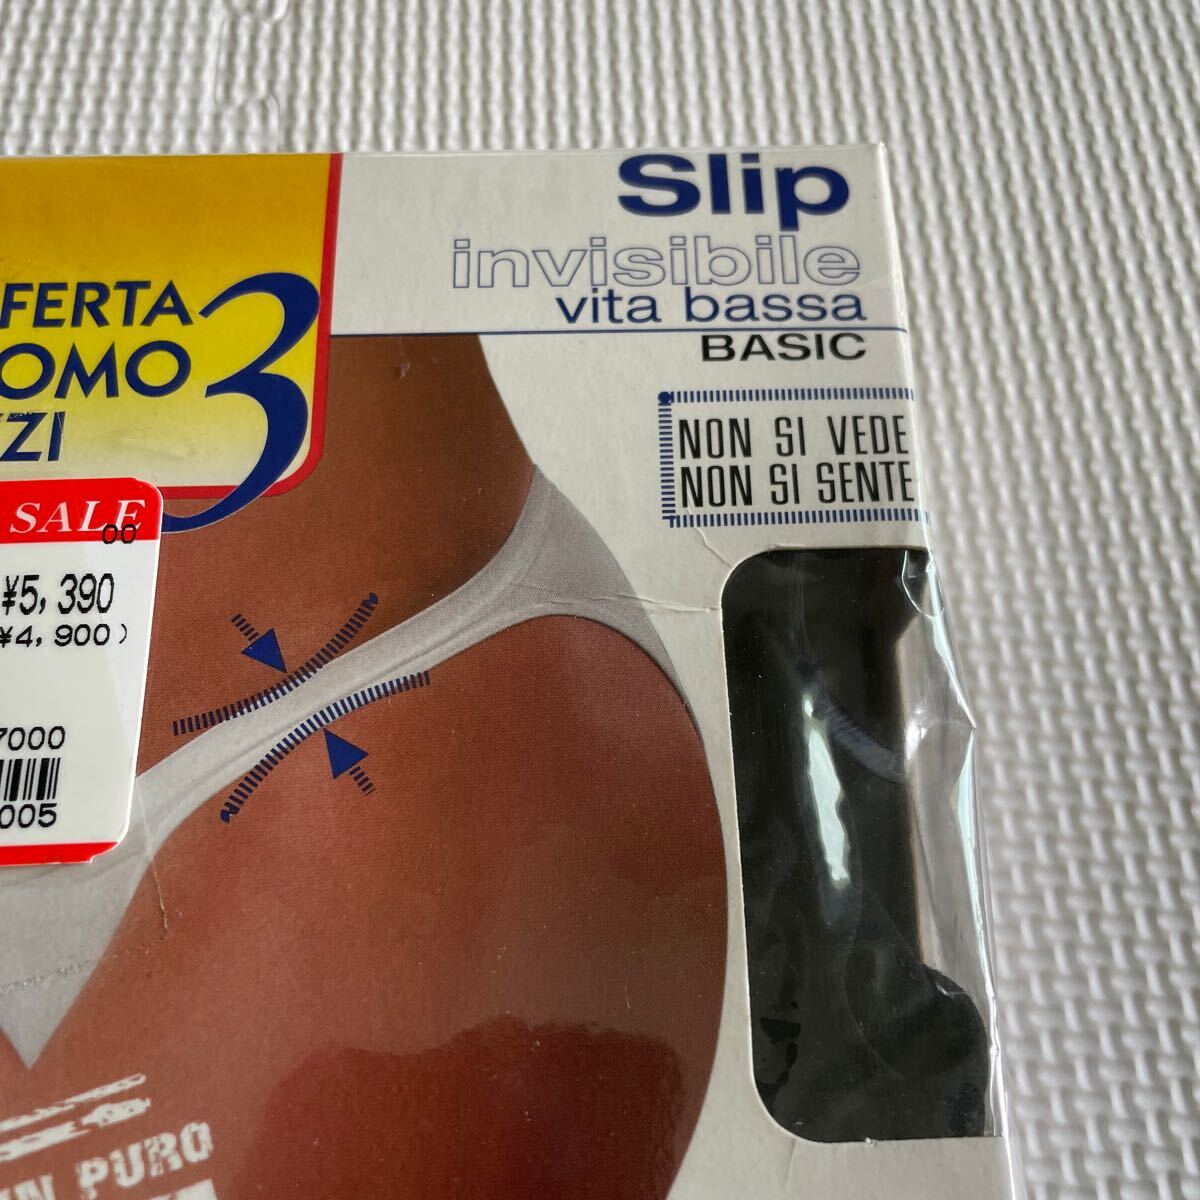 Slip
invisibile
vita bassa
BASIC
FERTA
OMO 3
ZZI
NON SI VEDE
NON SI SENTE
SALE
00
¥5,390
¥4,900)
7000
005
IN PURO